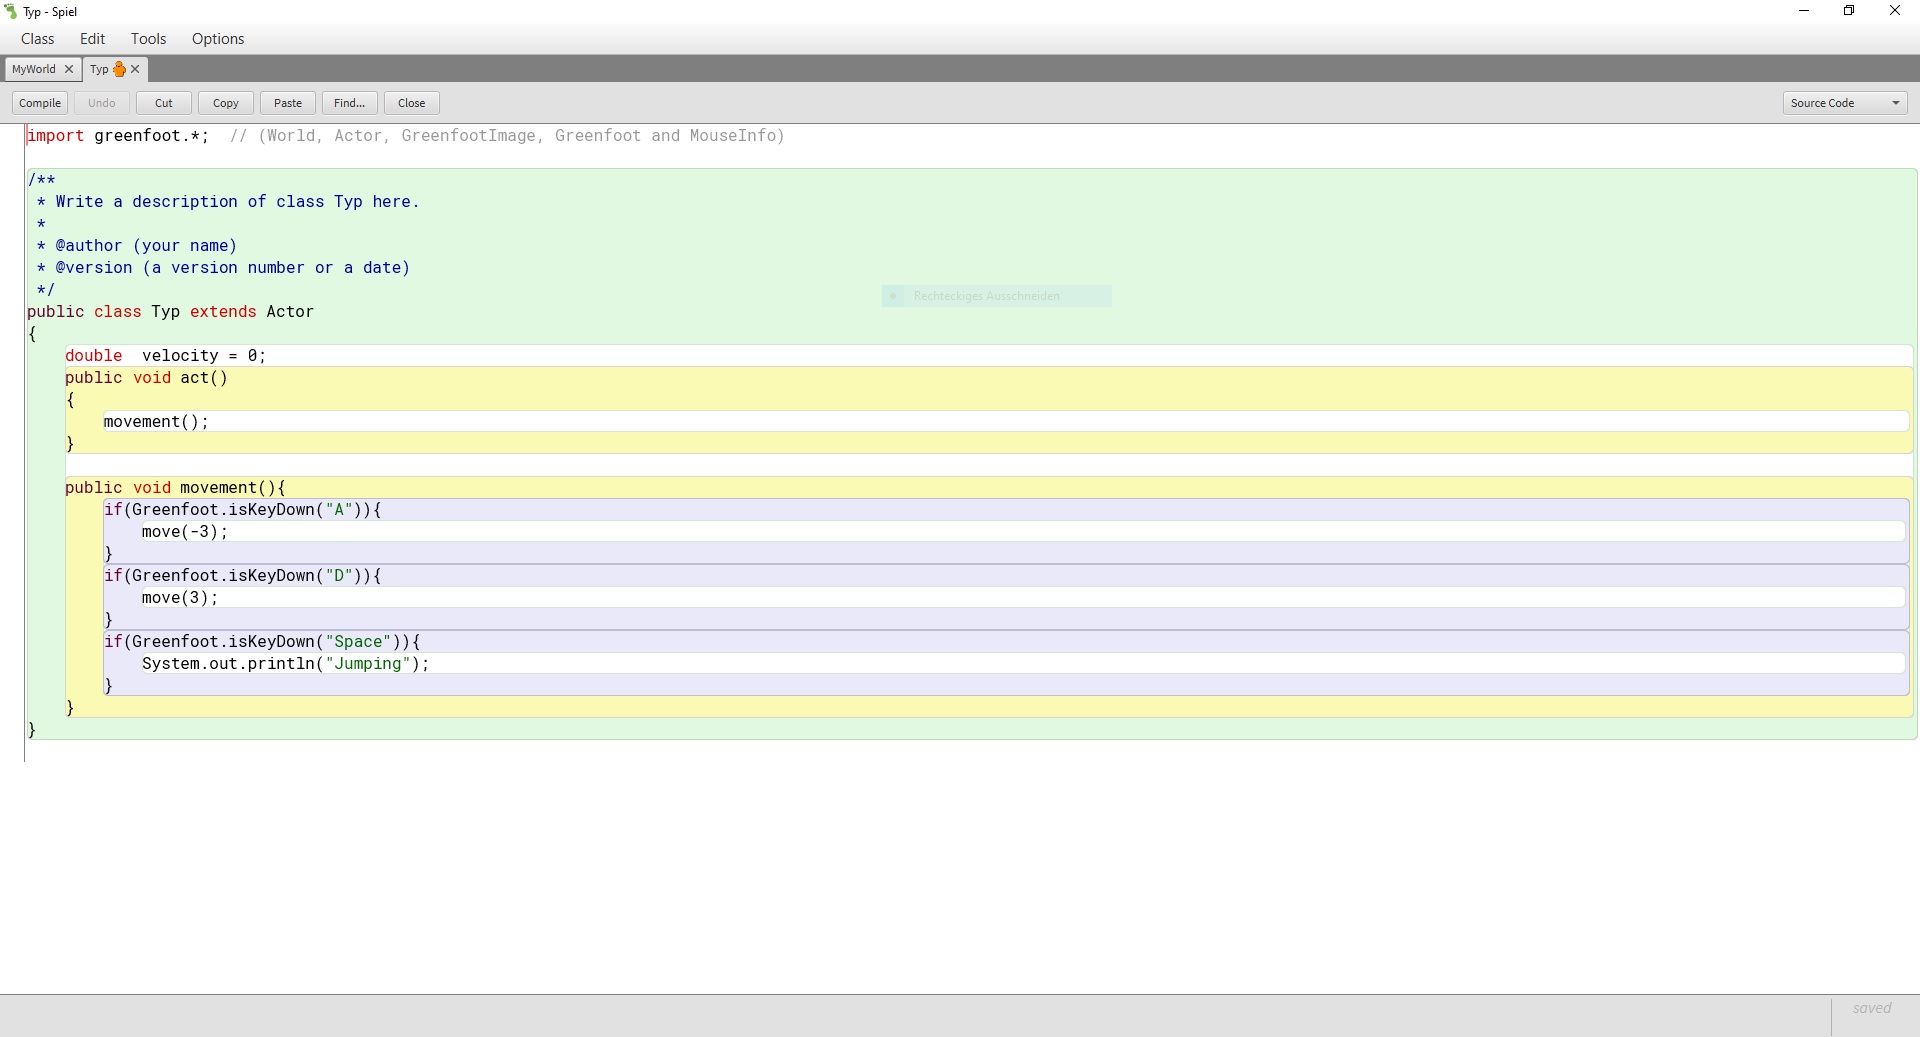 Typ - Spiel
Class Edit Tools Options
MyWorld Typ
Compile Undo Cut Copy Paste Find... Close Source Code
import greenfoot.*;  // (World, Actor, GreenfootImage, Greenfoot and MouseInfo)
/**
 * Write a description of class Typ here.
 *
 * @author (your name)
 * @version (a version number or a date)
 */
Rechteckiges Ausschneiden
public class Typ extends Actor
{
    double  velocity = 0;
    public void act()
    {
        movement();
    }
    public void movement(){
        if(Greenfoot.isKeyDown("A")){
            move(-3);
        }
        if(Greenfoot.isKeyDown("D")){
            move(3);
        }
        if(Greenfoot.isKeyDown("Space")){
            System.out.println("Jumping");
        }
    }
}
saved